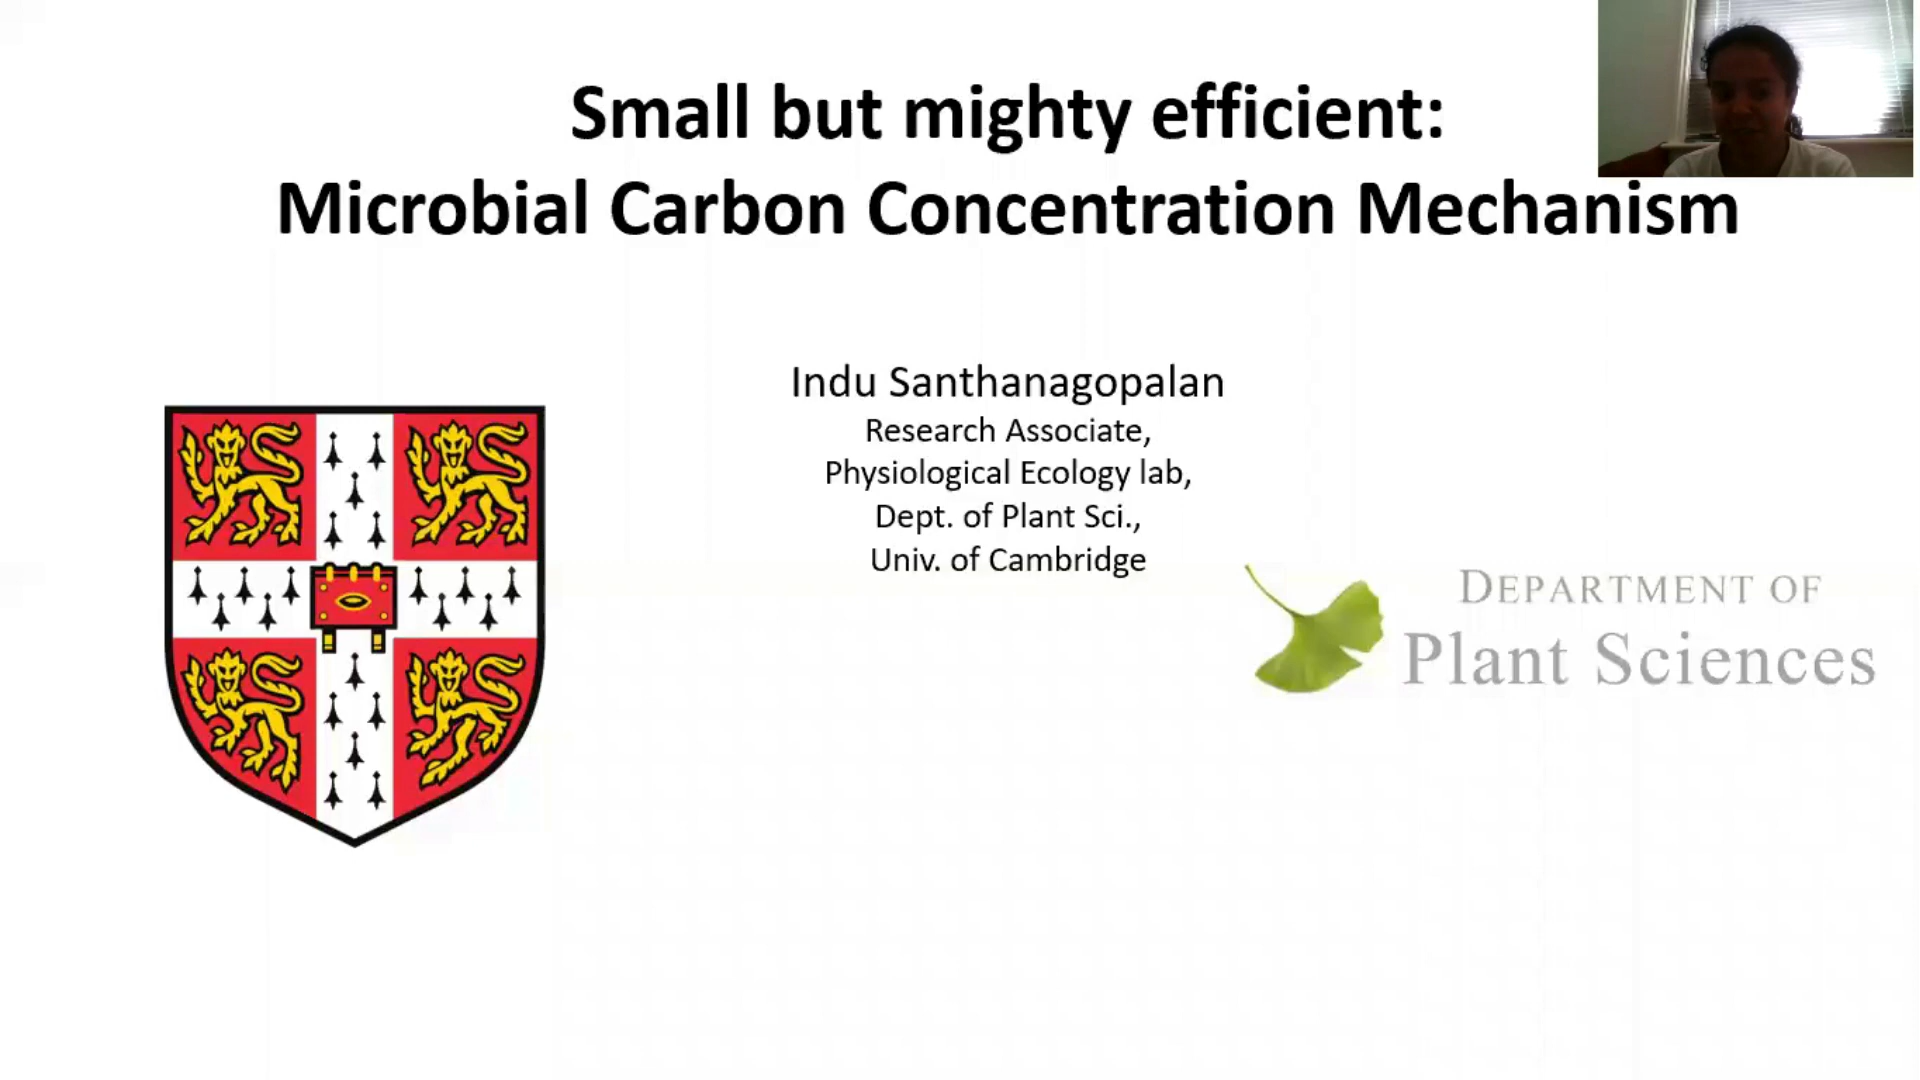 Small but mighty efficient:
Microbial Carbon Concentration Mechanism
Indu Santhanagopalan
Research Associate,
Physiological Ecology lab,
Dept. of Plant Sci.,
Univ. of Cambridge
DEPARTMENT OF
Plant Sciences